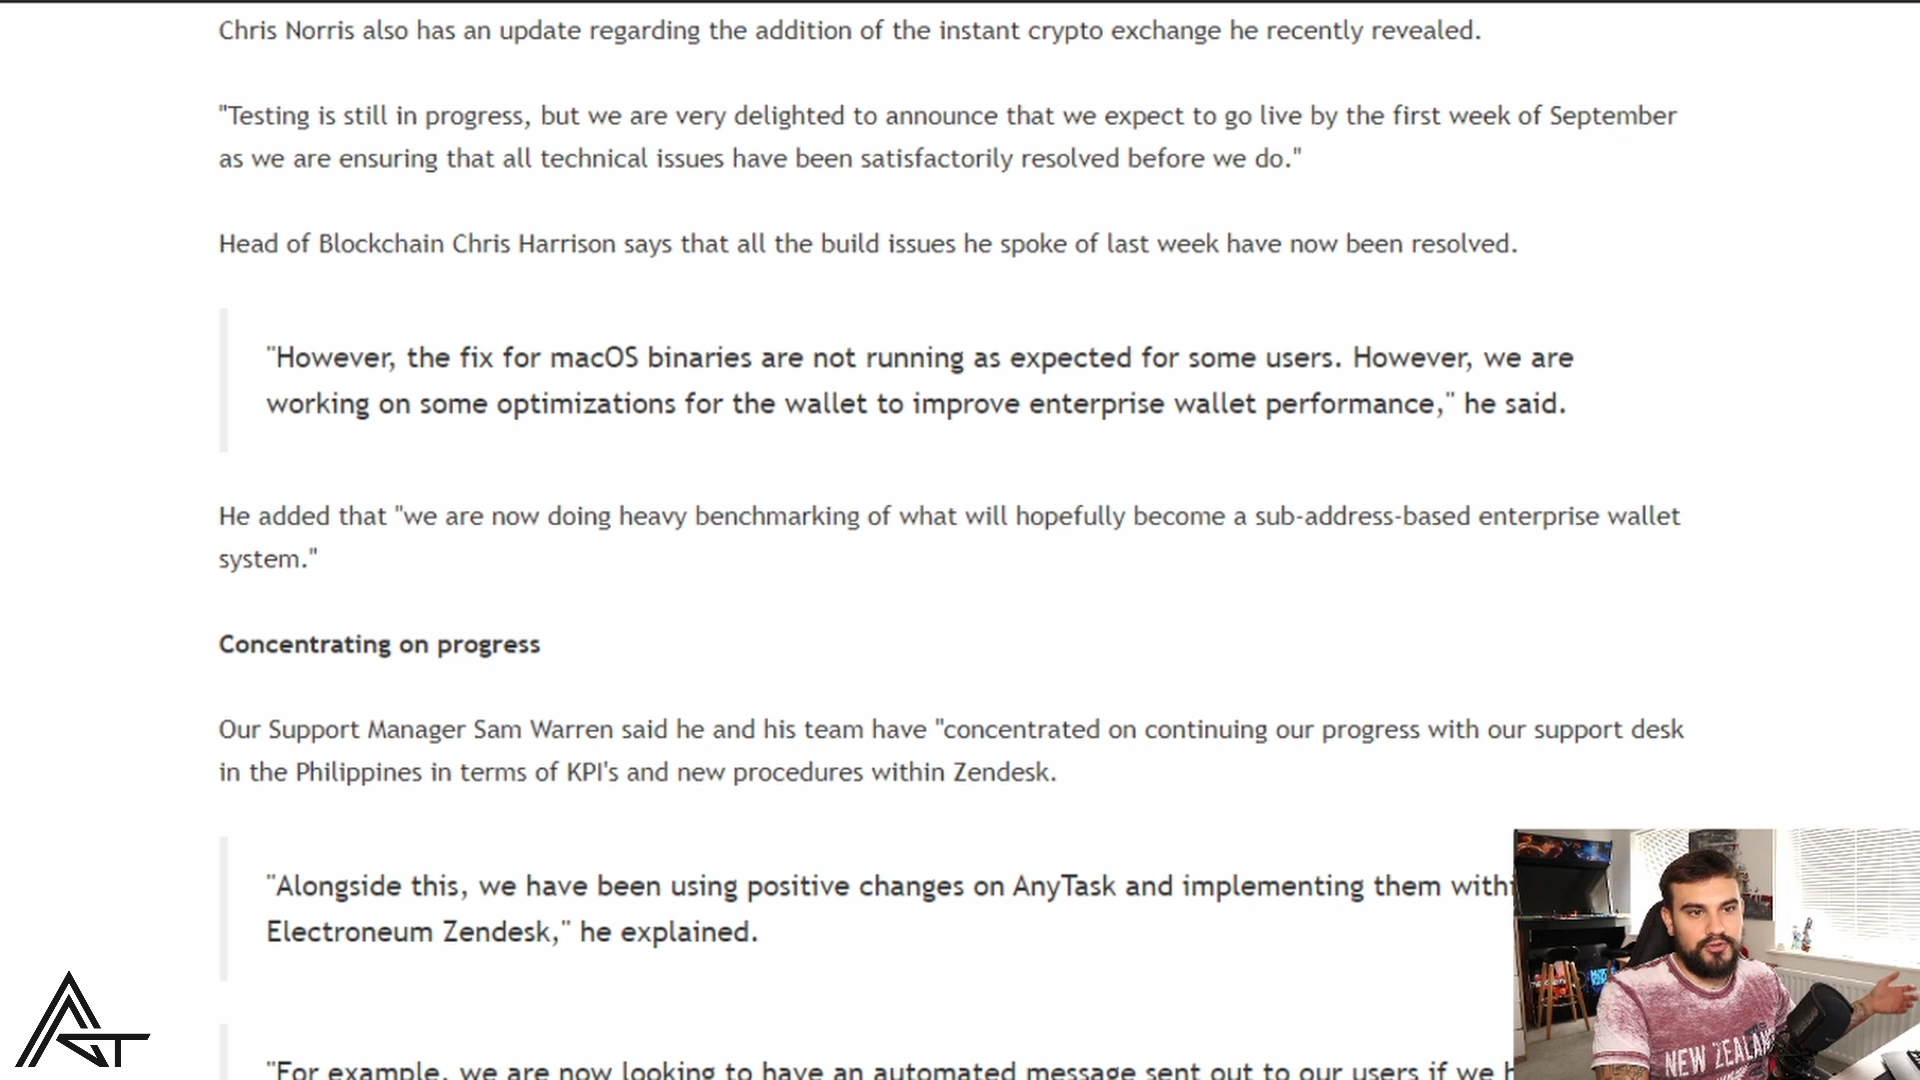 Chris Norris also has an update regarding the addition of the instant crypto exchange he recently revealed.
"Testing is still in progress, but we are very delighted to announce that we expect to go live by the first week of September
as we are ensuring that all technical issues have been satisfactorily resolved before we do."
Head of Blockchain Chris Harrison says that all the build issues he spoke of last week have now been resolved.
"However, the fix for macOS binaries are not running as expected for some users. However, we are
working on some optimizations for the wallet to improve enterprise wallet performance," he said.
He added that "we are now doing heavy benchmarking of what will hopefully become a sub-address-based enterprise wallet
system."
Concentrating on progress
Our Support Manager Sam Warren said he and his team have "concentrated on continuing our progress with our support desk
in the Philippines in terms of KPI's and new procedures within Zendesk.
"Alongside this, we have been using positive changes on AnyTask and implementing them withi
Electroneum Zendesk," he explained.
"For example, we are now looking to have an automated message sent out to our users if we h
NEW ZEALAN